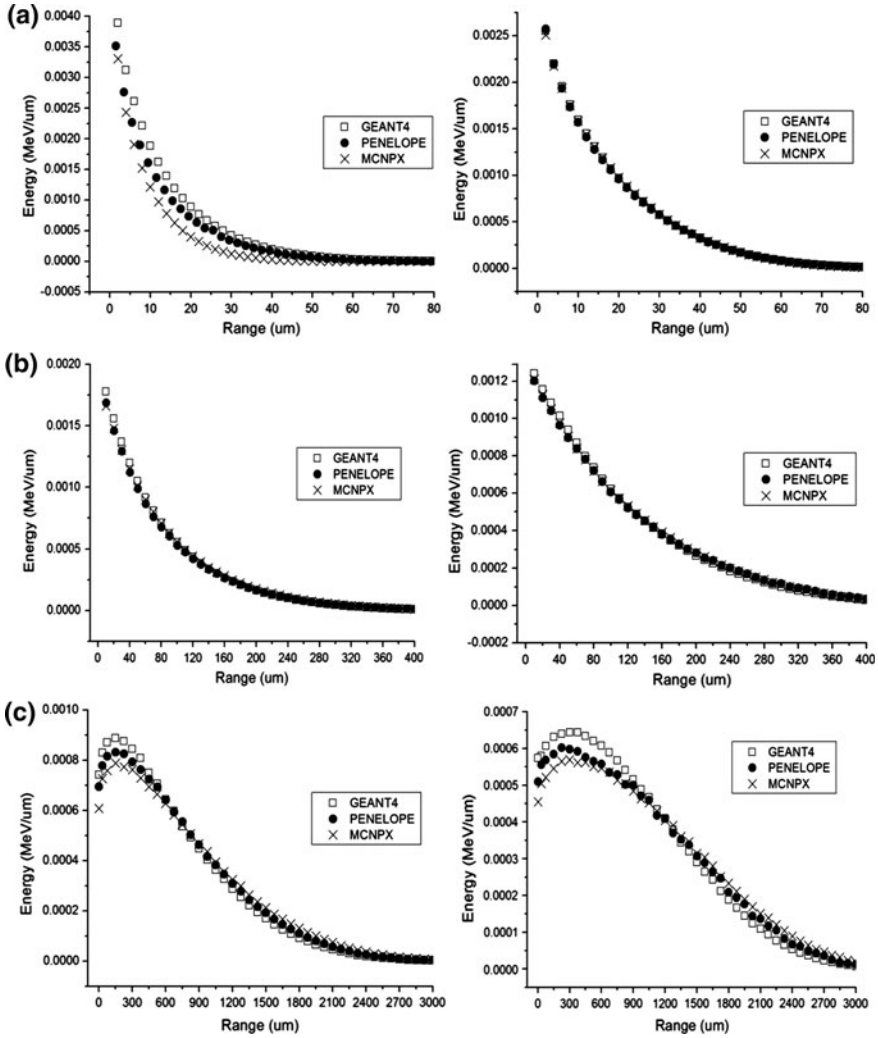 (a)
0.0040
0.0035
0.0030
0.0025
0.0020
0.0015
0.0010
0.0005
0.0000
-0.0005
Energy (MeV/um)
GEANT4
PENELOPE
MCNPX
0 10 20 30 40 50 60 70 80
Range (um)
0.0025
0.0020
0.0015
0.0010
0.0005
0.0000
Energy (MeV/um)
GEANT4
PENELOPE
MCNPX
0 10 20 30 40 50 60 70 80
Range (um)
(b)
0.0020
0.0015
0.0010
0.0005
0.0000
Energy (MeV/um)
GEANT4
PENELOPE
MCNPX
0 40 80 120 160 200 240 280 320 360 400
Range (um)
0.0012
0.0010
0.0008
0.0006
0.0004
0.0002
0.0000
-0.0002
Energy (MeV/um)
GEANT4
PENELOPE
MCNPX
0 40 80 120 160 200 240 280 320 360 400
Range (um)
(c)
0.0010
0.0008
0.0006
0.0004
0.0002
0.0000
Energy (MeV/um)
GEANT4
PENELOPE
MCNPX
0 300 600 900 1200 1500 1800 2100 2400 2700 3000
Range (um)
0.0007
0.0006
0.0005
0.0004
0.0003
0.0002
0.0001
0.0000
Energy (MeV/um)
GEANT4
PENELOPE
MCNPX
0 300 600 900 1200 1500 1800 2100 2400 2700 3000
Range (um)